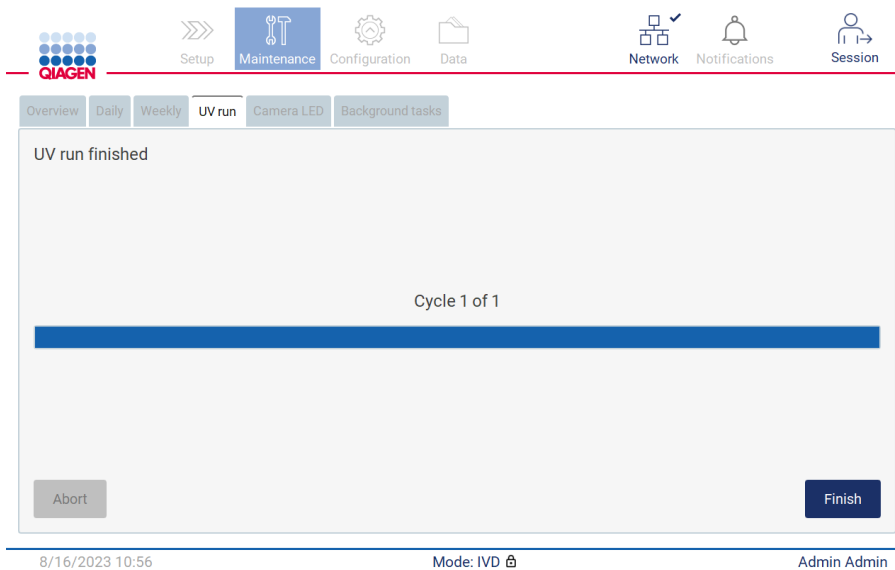 QIAGEN
Setup
Maintenance
Configuration
Data
Network
Notifications
Session
Overview
Daily
Weekly
UV run
Camera LED
Background tasks
UV run finished
Cycle 1 of 1
Abort
Finish
8/16/2023 10:56
Mode: IVD
Admin Admin